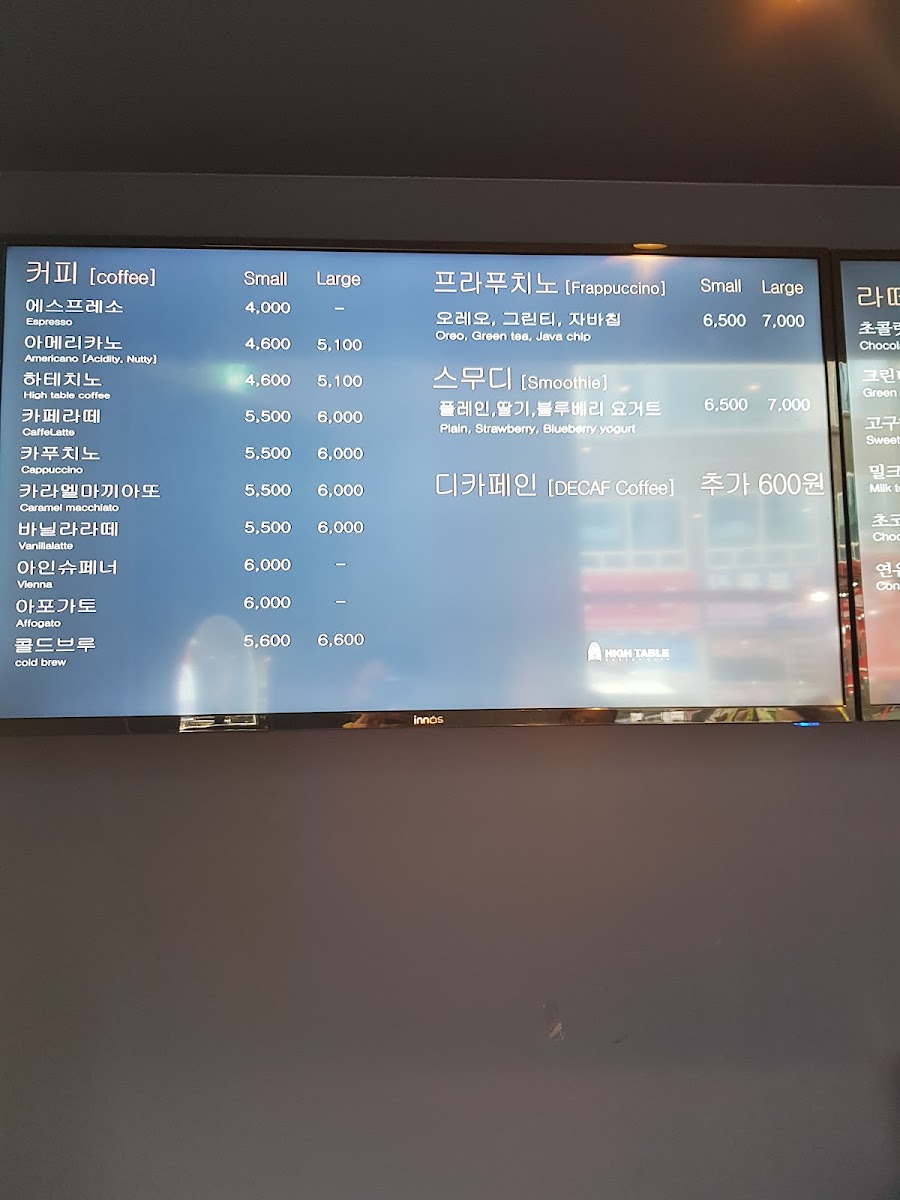 커피 [coffee] Small Large
에스프레소 4,000 –
Espresso
아메리카노 4,600 5,100
Americano [Acidity, Nutty]
하테치노 4,600 5,100
High table coffee
카페라떼 5,500 6,000
CaffeLatte
카푸치노 5,500 6,000
Cappuccino
카라멜마끼아또 5,500 6,000
Caramel macchiato
바닐라라떼 5,500 6,000
Vanillalatte
아인슈페너 6,000 –
Vienna
아포가토 6,000 –
Affogato
콜드브루 5,600 6,600
cold brew
프라푸치노 [Frappuccino] Small Large
오레오, 그린티, 자바칩 6,500 7,000
Oreo, Green tea, Java chip
스무디 [Smoothie]
플레인,딸기,블루베리 요거트 6,500 7,000
Plain, Strawberry, Blueberry yogurt
디카페인 [DECAF Coffee] 추가 600원
HIGH TABLE
innos
Green
Sweet
Milk